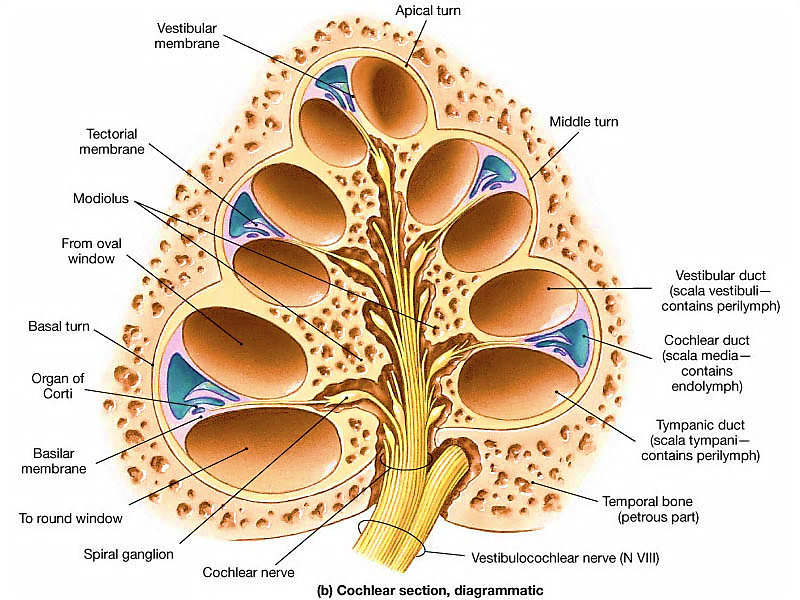 Apical turn
Vestibular
membrane
Tectorial
membrane
Modiolus
From oval
window
Basal turn
Organ of
Corti
Basilar
membrane
To round window
Spiral ganglion
Cochlear nerve
Middle turn
Vestibular duct
(scala vestibuli—
contains perilymph)
Cochlear duct
(scala media—
contains
endolymph)
Tympanic duct
(scala tympani—
contains perilymph)
Temporal bone
(petrous part)
Vestibulocochlear nerve (N VIII)
(b) Cochlear section, diagrammatic